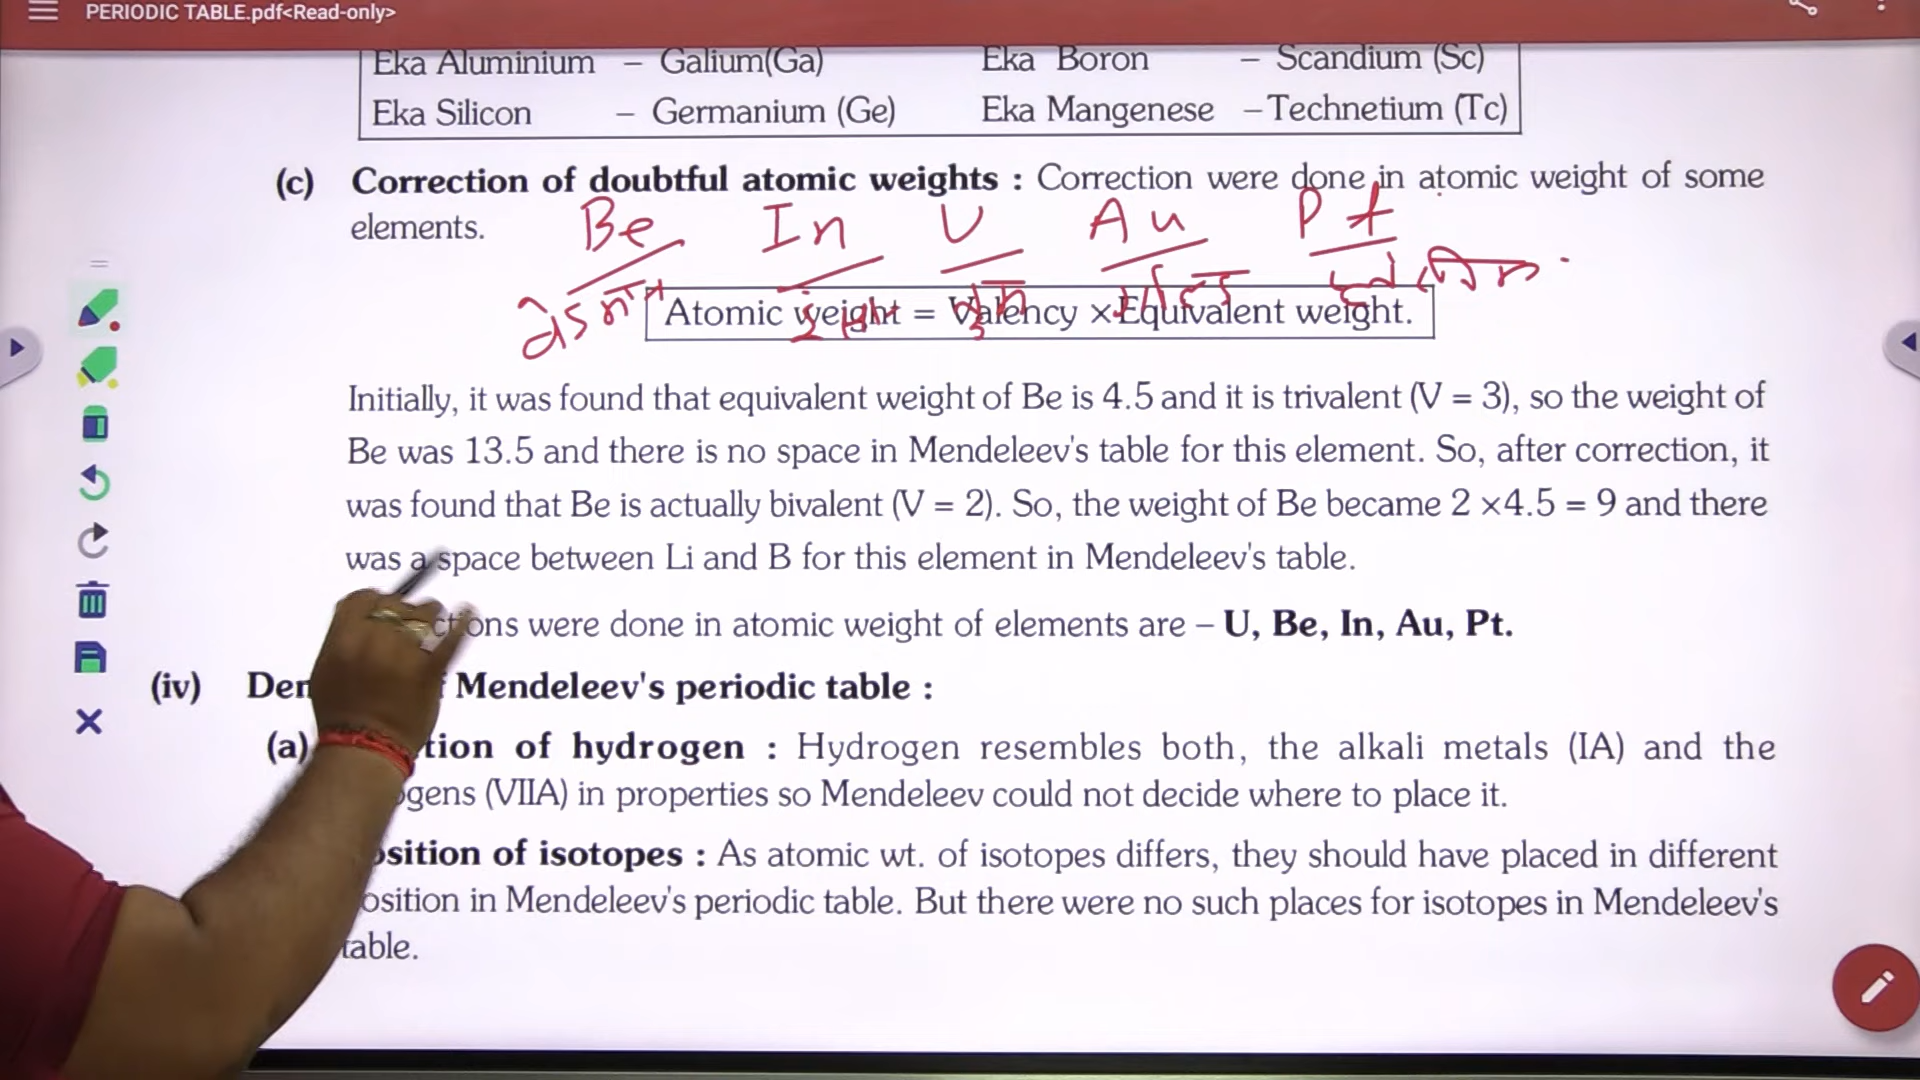 PERIODIC TABLE.pdf<Read-only>
Eka Aluminium – Galium(Ga) Eka Boron – Scandium (Sc)
Eka Silicon – Germanium (Ge) Eka Mangenese –Technetium (Tc)
(c) Correction of doubtful atomic weights : Correction were done in atomic weight of some
elements.
Be In U Au Pt
Atomic weight = Valency ×Equivalent weight.
Initially, it was found that equivalent weight of Be is 4.5 and it is trivalent (V = 3), so the weight of
Be was 13.5 and there is no space in Mendeleev's table for this element. So, after correction, it
was found that Be is actually bivalent (V = 2). So, the weight of Be became 2 ×4.5 = 9 and there
was a space between Li and B for this element in Mendeleev's table.
ctions were done in atomic weight of elements are – U, Be, In, Au, Pt.
(iv) Mendeleev's periodic table :
(a) tion of hydrogen : Hydrogen resembles both, the alkali metals (IA) and the
ogens (VIIA) in properties so Mendeleev could not decide where to place it.
osition of isotopes : As atomic wt. of isotopes differs, they should have placed in different
osition in Mendeleev's periodic table. But there were no such places for isotopes in Mendeleev's
table.